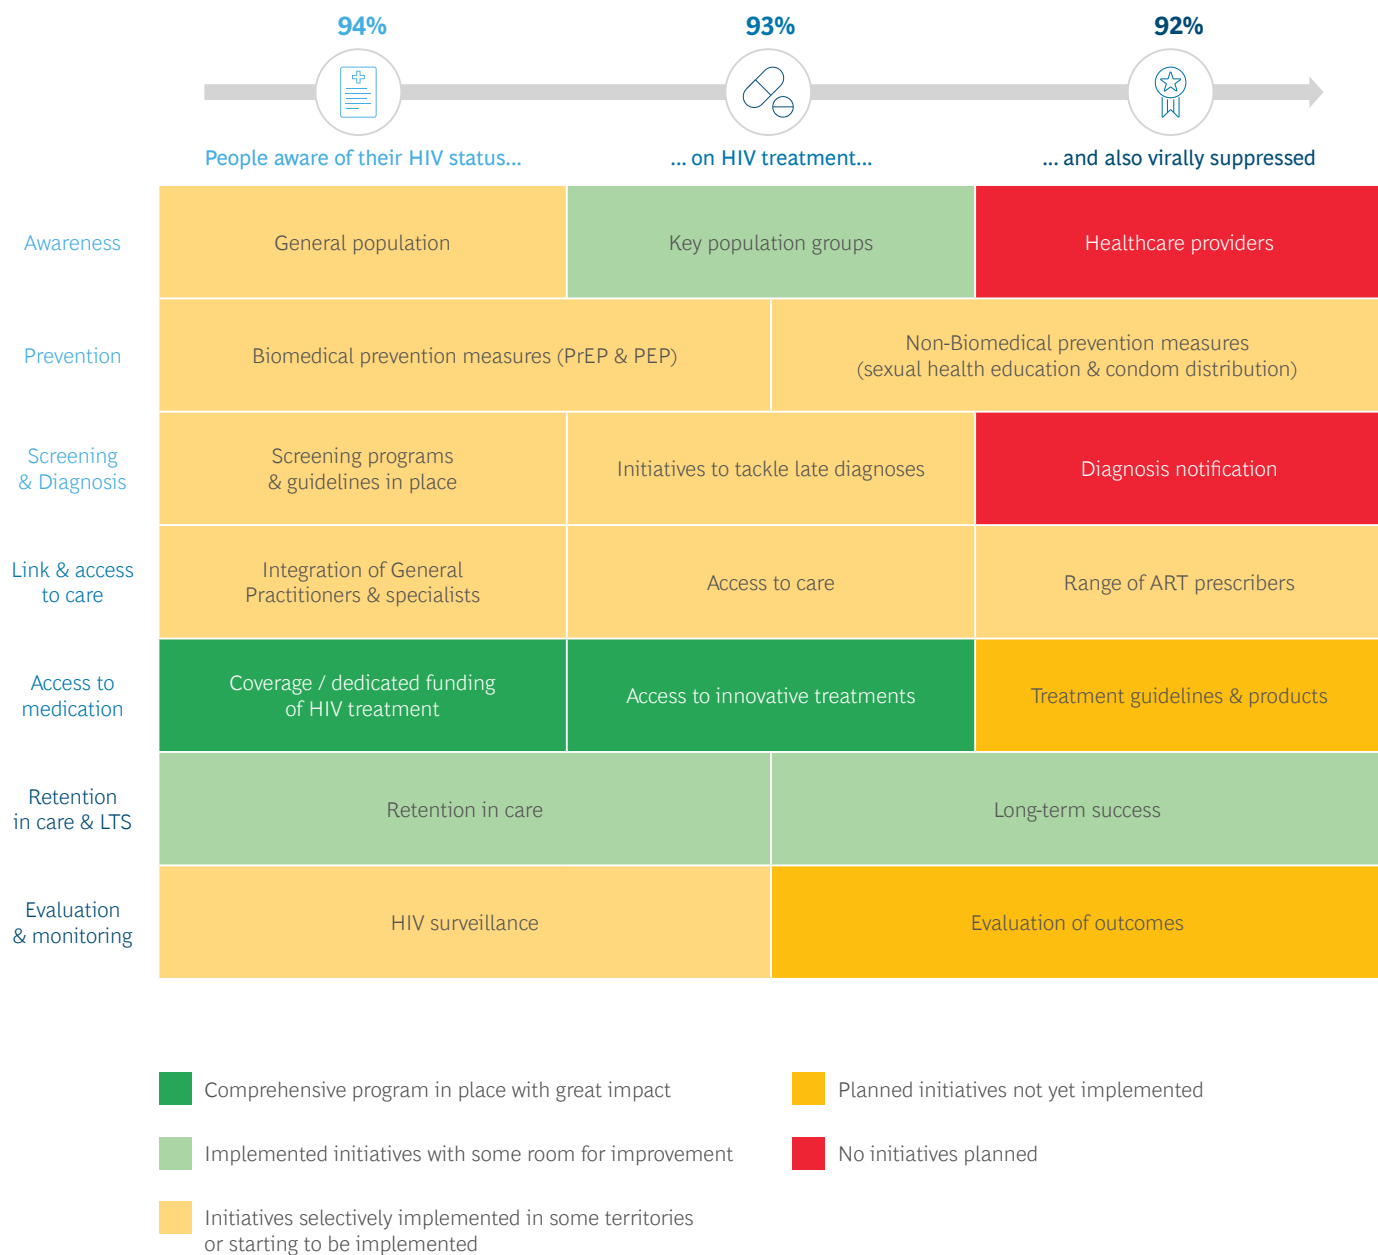 94%
93%
92%
People aware of their HIV status...
... on HIV treatment...
... and also virally suppressed
Awareness
General population
Key population groups
Healthcare providers
Prevention
Biomedical prevention measures (PrEP & PEP)
Non-Biomedical prevention measures
(sexual health education & condom distribution)
Screening
& Diagnosis
Screening programs
& guidelines in place
Initiatives to tackle late diagnoses
Diagnosis notification
Link & access
to care
Integration of General
Practitioners & specialists
Access to care
Range of ART prescribers
Access to
medication
Coverage / dedicated funding
of HIV treatment
Access to innovative treatments
Treatment guidelines & products
Retention
in care & LTS
Retention in care
Long-term success
Evaluation
& monitoring
HIV surveillance
Evaluation of outcomes
Comprehensive program in place with great impact
Planned initiatives not yet implemented
Implemented initiatives with some room for improvement
No initiatives planned
Initiatives selectively implemented in some territories
or starting to be implemented